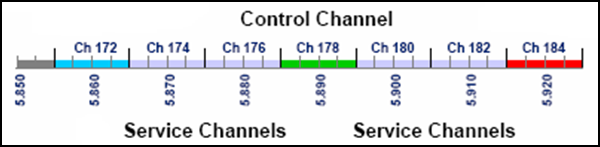 Control Channel
Ch 172 Ch 174 Ch 176 Ch 178 Ch 180 Ch 182 Ch 184
5.850 5.860 5.870 5.880 5.890 5.900 5.910 5.920
Service Channels Service Channels